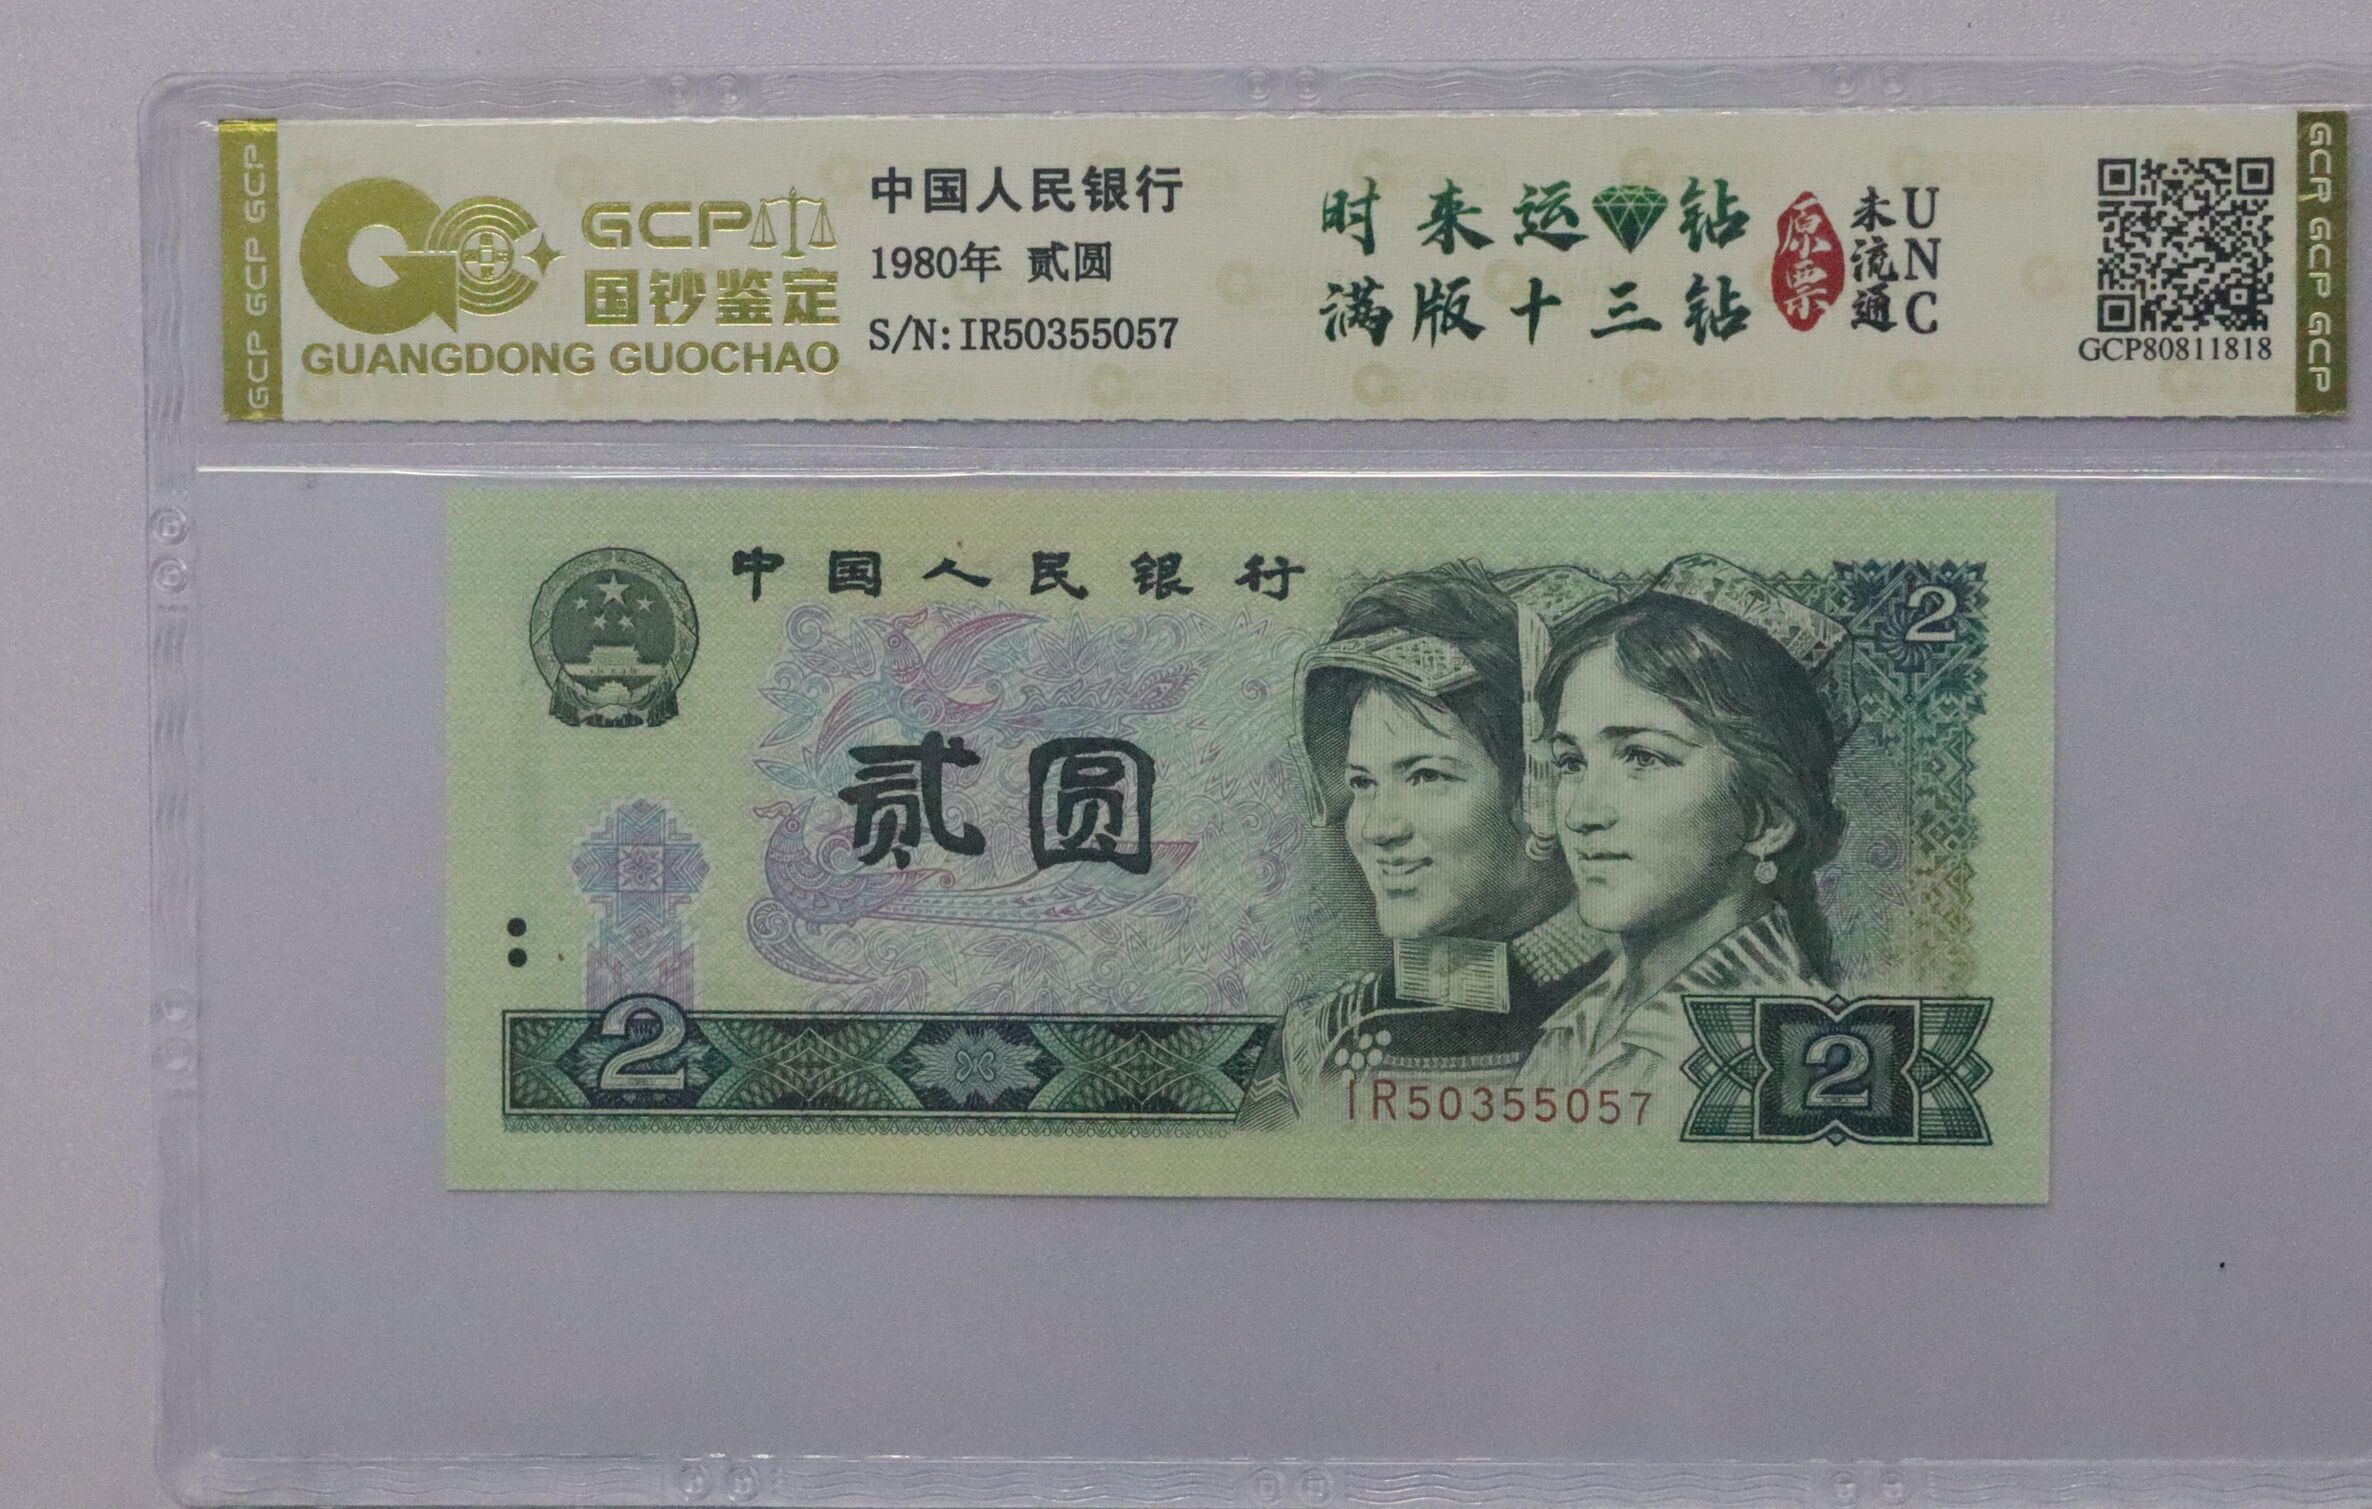 GCP GCP GCP
GCP
国钞鉴定
GUANGDONG GUOCHAO
中国人民银行
1980年 贰圆
S/N:IR50355057
时来运钻
满版十三钻
原票
未流通
UNC
GCP80811818
GCP GCP GCP
中国人民银行
2
贰圆
2
IR50355057
2